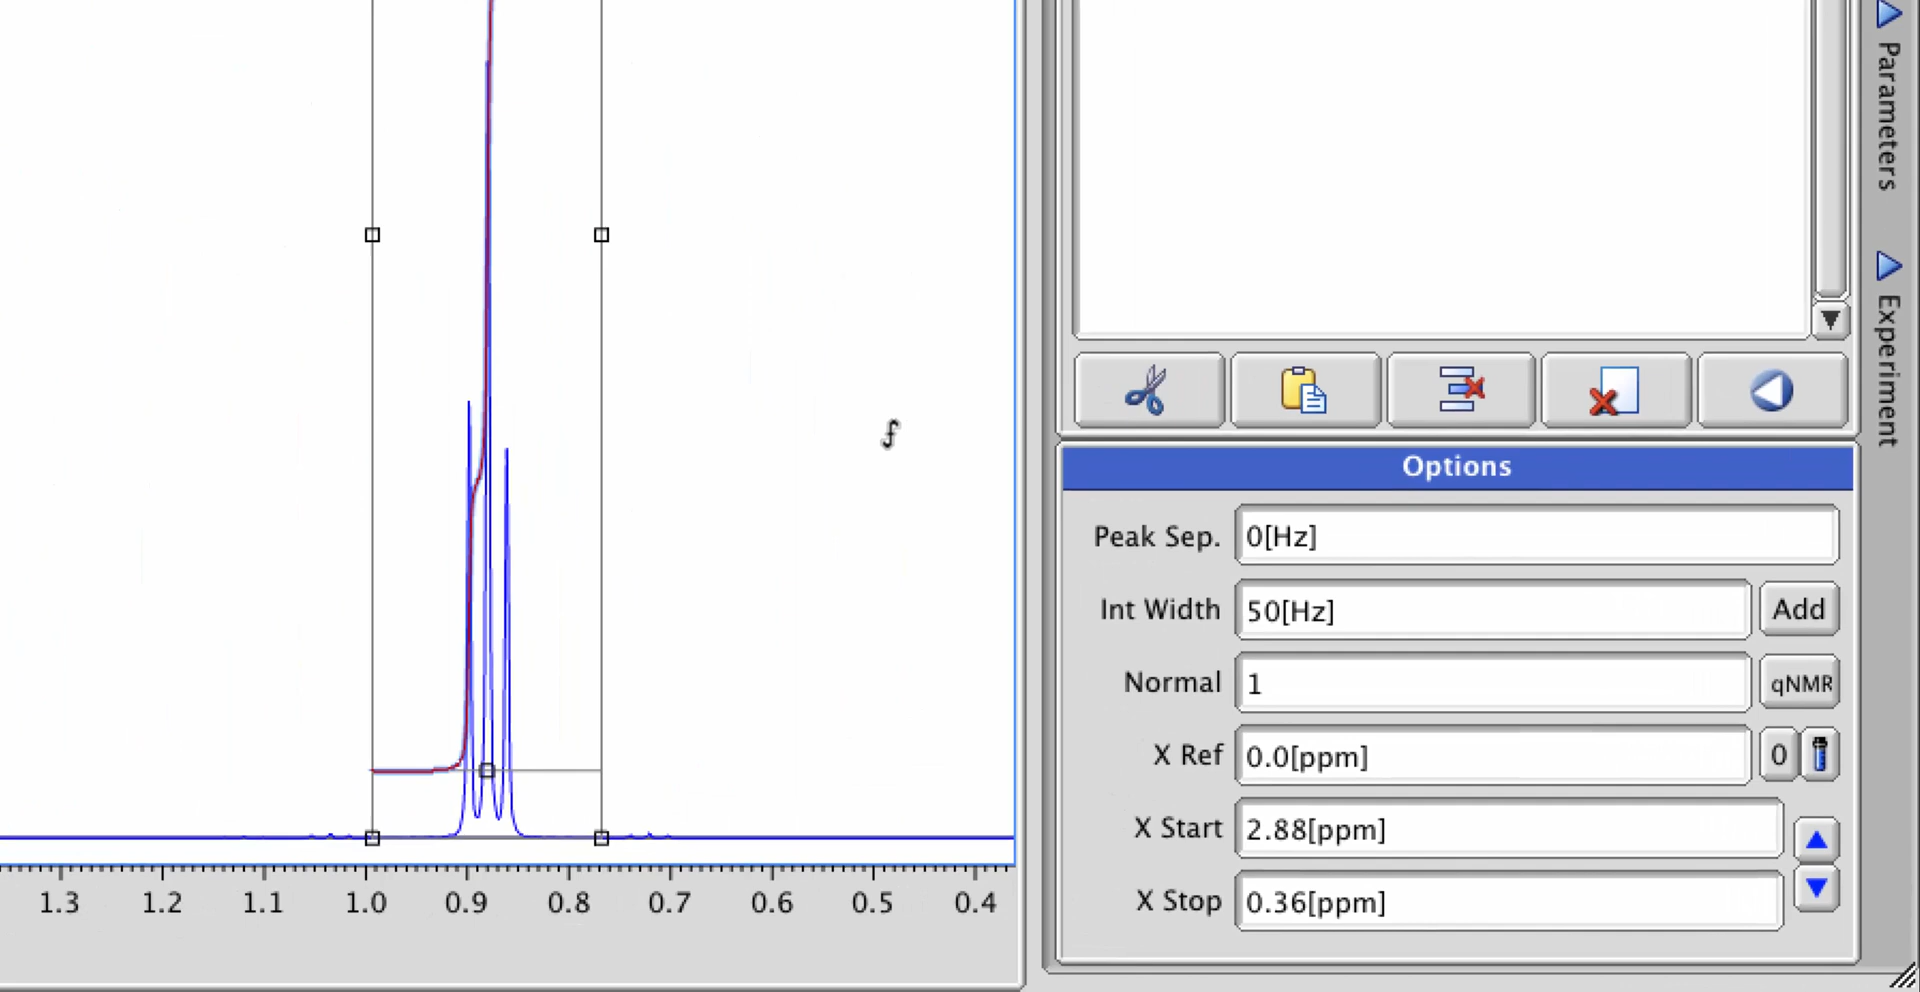 Parameters
Experiment
Options
Peak Sep. 0[Hz]
Int Width 50[Hz] Add
Normal 1 qNMR
X Ref 0.0[ppm] 0
X Start 2.88[ppm]
X Stop 0.36[ppm]
1.3 1.2 1.1 1.0 0.9 0.8 0.7 0.6 0.5 0.4